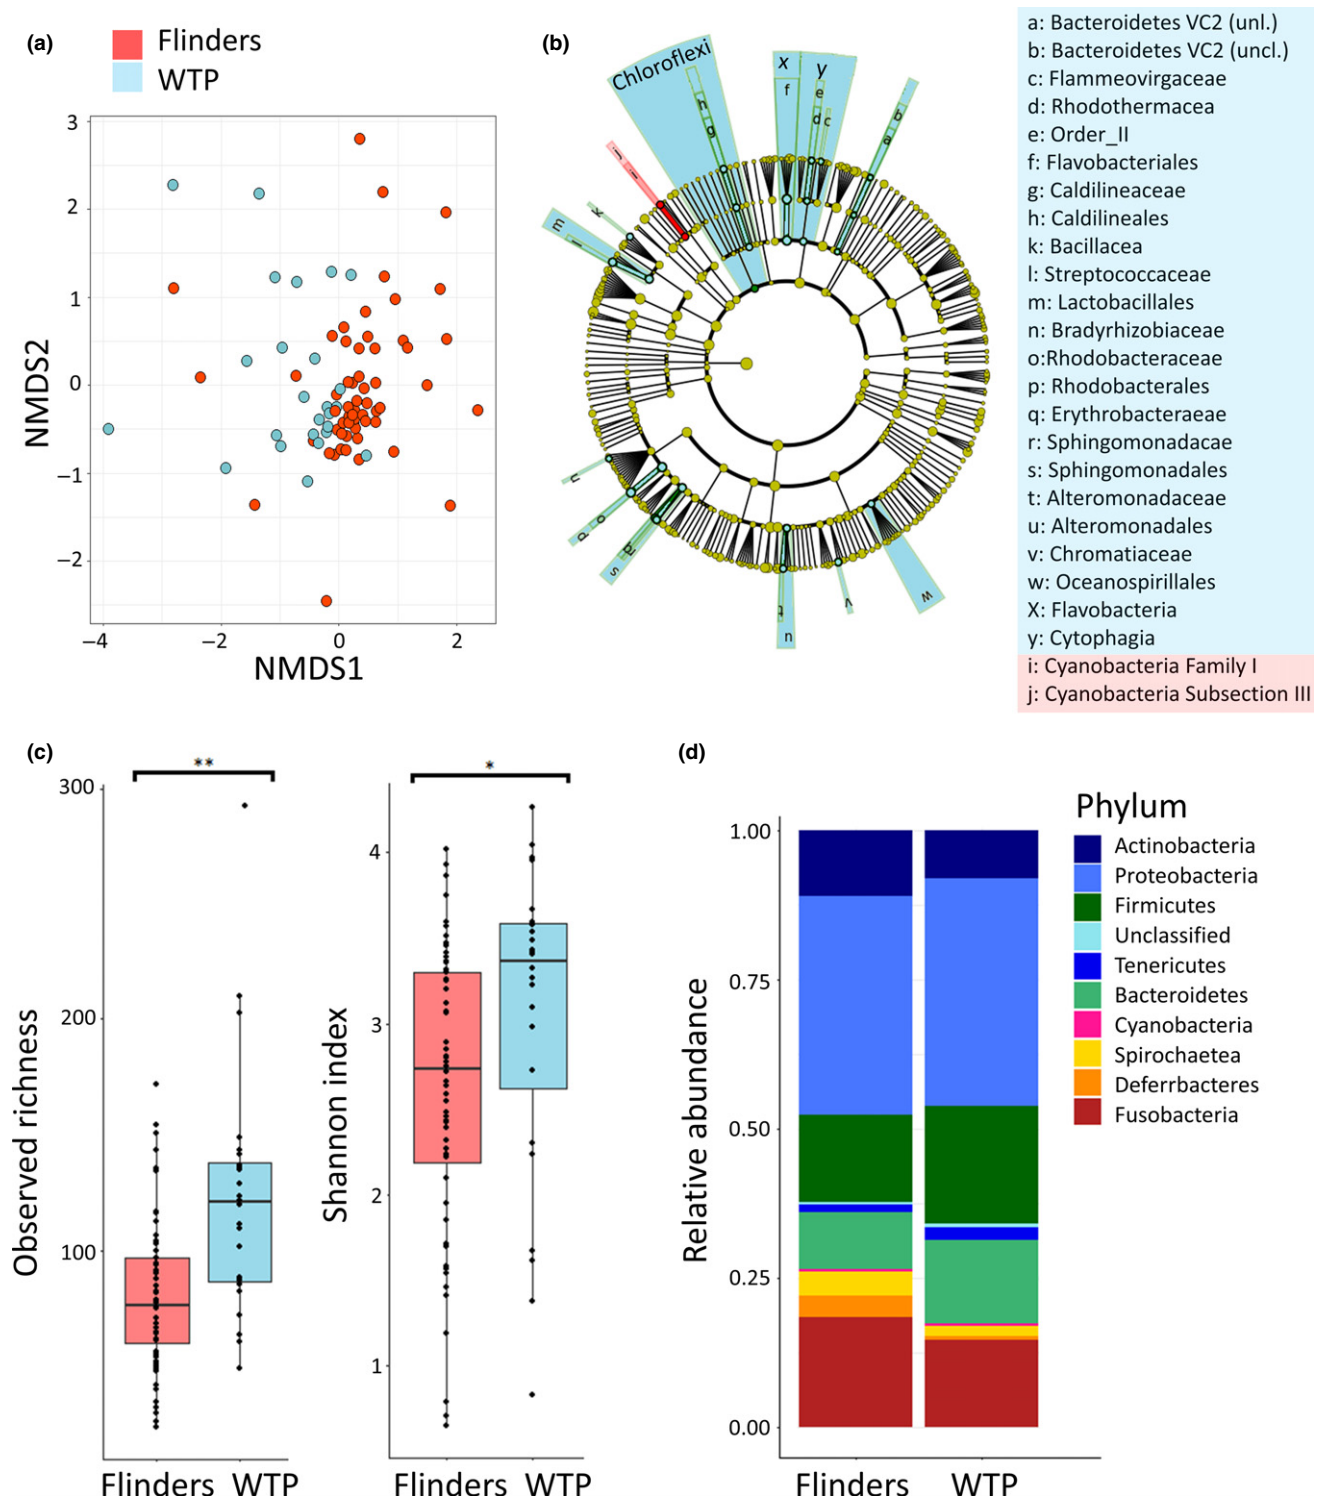 (a)
Flinders
WTP
3
2
1
0
−1
−2
−4
−2
0
2
NMDS2
NMDS1
(b)
Chloroflexi
x
y
f
e
d
c
h
g
b
a
j
i
k
m
l
n
o
p
s
t
u
v
w
a: Bacteroidetes VC2 (unl.)
b: Bacteroidetes VC2 (uncl.)
c: Flammeovirgaceae
d: Rhodothermacea
e: Order_II
f: Flavobacteriales
g: Caldilineaceae
h: Caldilineales
k: Bacillacea
l: Streptococcaceae
m: Lactobacillales
n: Bradyrhizobiaceae
o:Rhodobacteraceae
p: Rhodobacterales
q: Erythrobacteraeae
r: Sphingomonadacae
s: Sphingomonadales
t: Alteromonadaceae
u: Alteromonadales
v: Chromatiaceae
w: Oceanospirillales
X: Flavobacteria
y: Cytophagia
i: Cyanobacteria Family I
j: Cyanobacteria Subsection III
(c)
**
300
200
100
Observed richness
Flinders WTP
*
4
3
2
1
Shannon index
Flinders WTP
(d)
1.00
0.75
0.50
0.25
0.00
Relative abundance
Flinders WTP
Phylum
Actinobacteria
Proteobacteria
Firmicutes
Unclassified
Tenericutes
Bacteroidetes
Cyanobacteria
Spirochaetea
Deferrbacteres
Fusobacteria